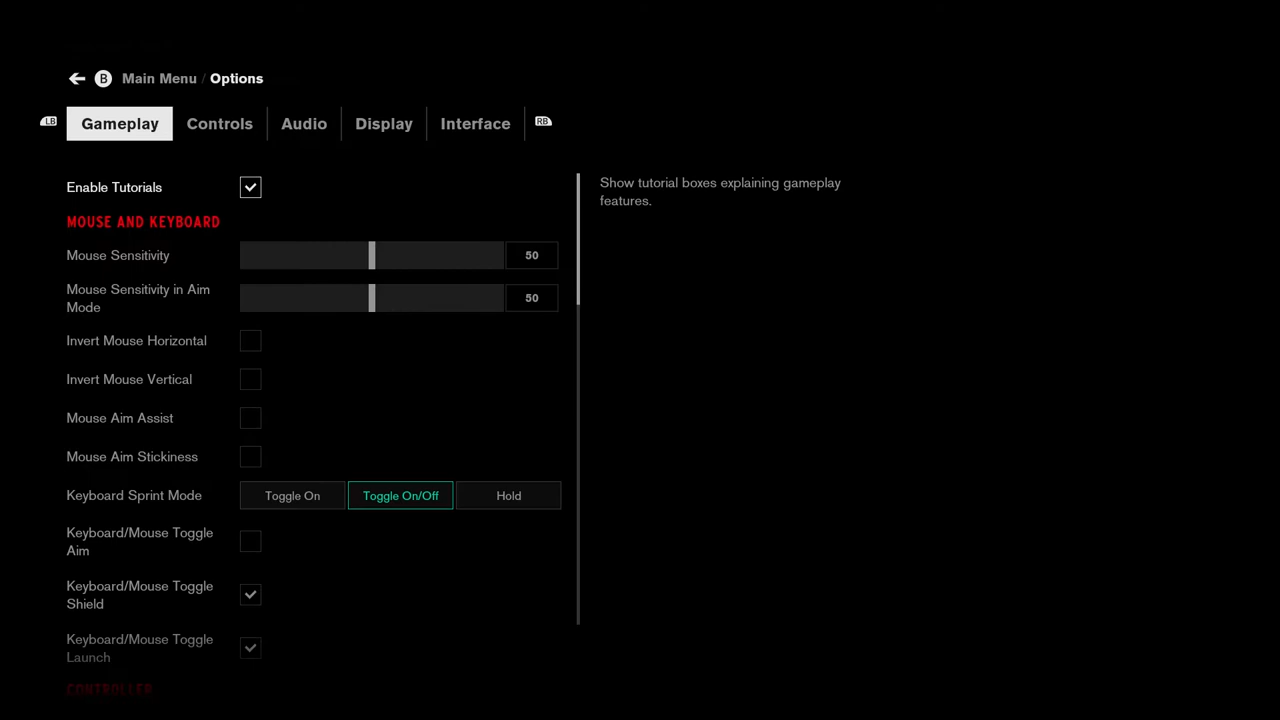 B Main Menu / Options
LB Gameplay Controls Audio Display Interface RB
Enable Tutorials
Show tutorial boxes explaining gameplay
features.
MOUSE AND KEYBOARD
Mouse Sensitivity 50
Mouse Sensitivity in Aim
Mode
50
Invert Mouse Horizontal
Invert Mouse Vertical
Mouse Aim Assist
Mouse Aim Stickiness
Keyboard Sprint Mode Toggle On Toggle On/Off Hold
Keyboard/Mouse Toggle
Aim
Keyboard/Mouse Toggle
Shield
Keyboard/Mouse Toggle
Launch
CONTROLLER